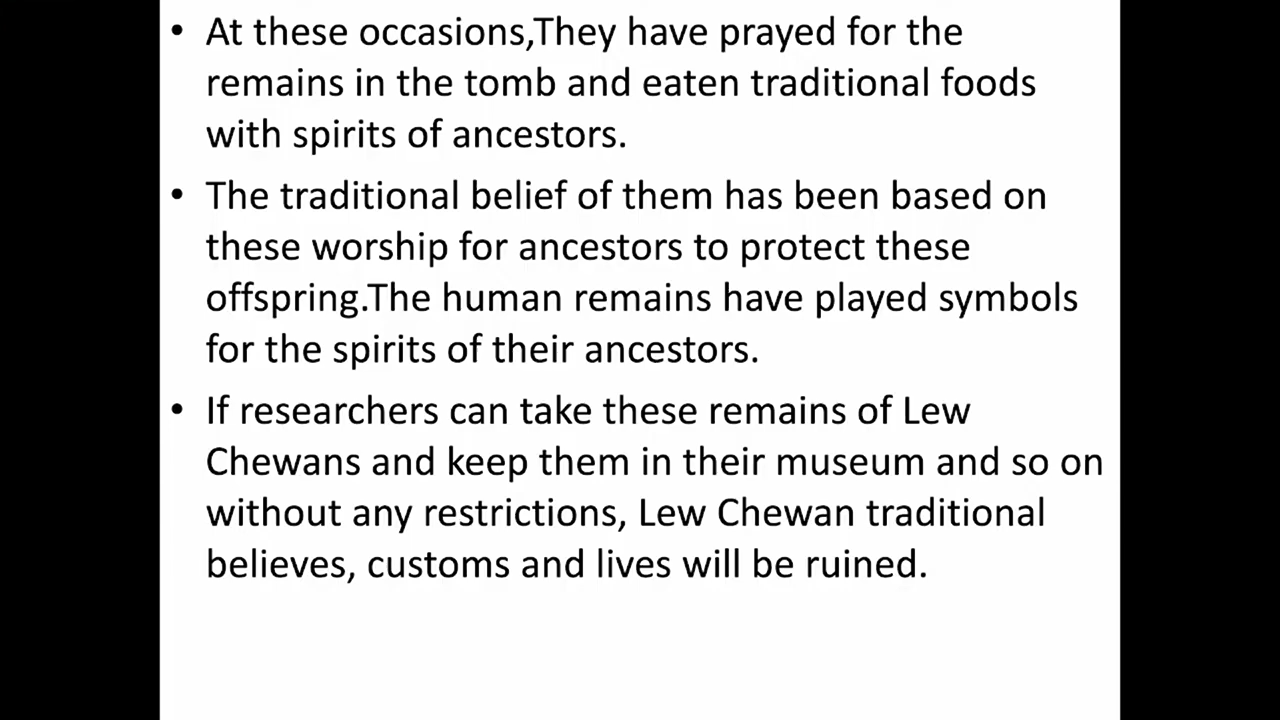 • At these occasions,They have prayed for the
remains in the tomb and eaten traditional foods
with spirits of ancestors.
• The traditional belief of them has been based on
these worship for ancestors to protect these
offspring.The human remains have played symbols
for the spirits of their ancestors.
• If researchers can take these remains of Lew
Chewans and keep them in their museum and so on
without any restrictions, Lew Chewan traditional
believes, customs and lives will be ruined.